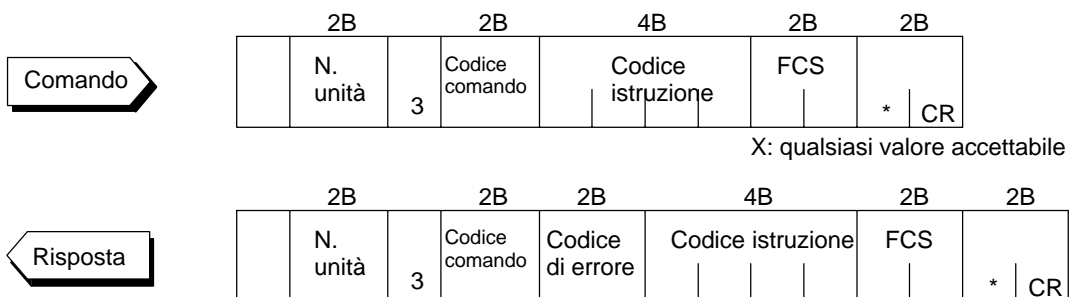 2B 2B 4B 2B 2B
Comando
N. unità
3
Codice comando
Codice istruzione
FCS
* CR
X: qualsiasi valore accettabile
2B 2B 2B 4B 2B 2B
Risposta
N. unità
3
Codice comando
Codice di errore
Codice istruzione
FCS
* CR